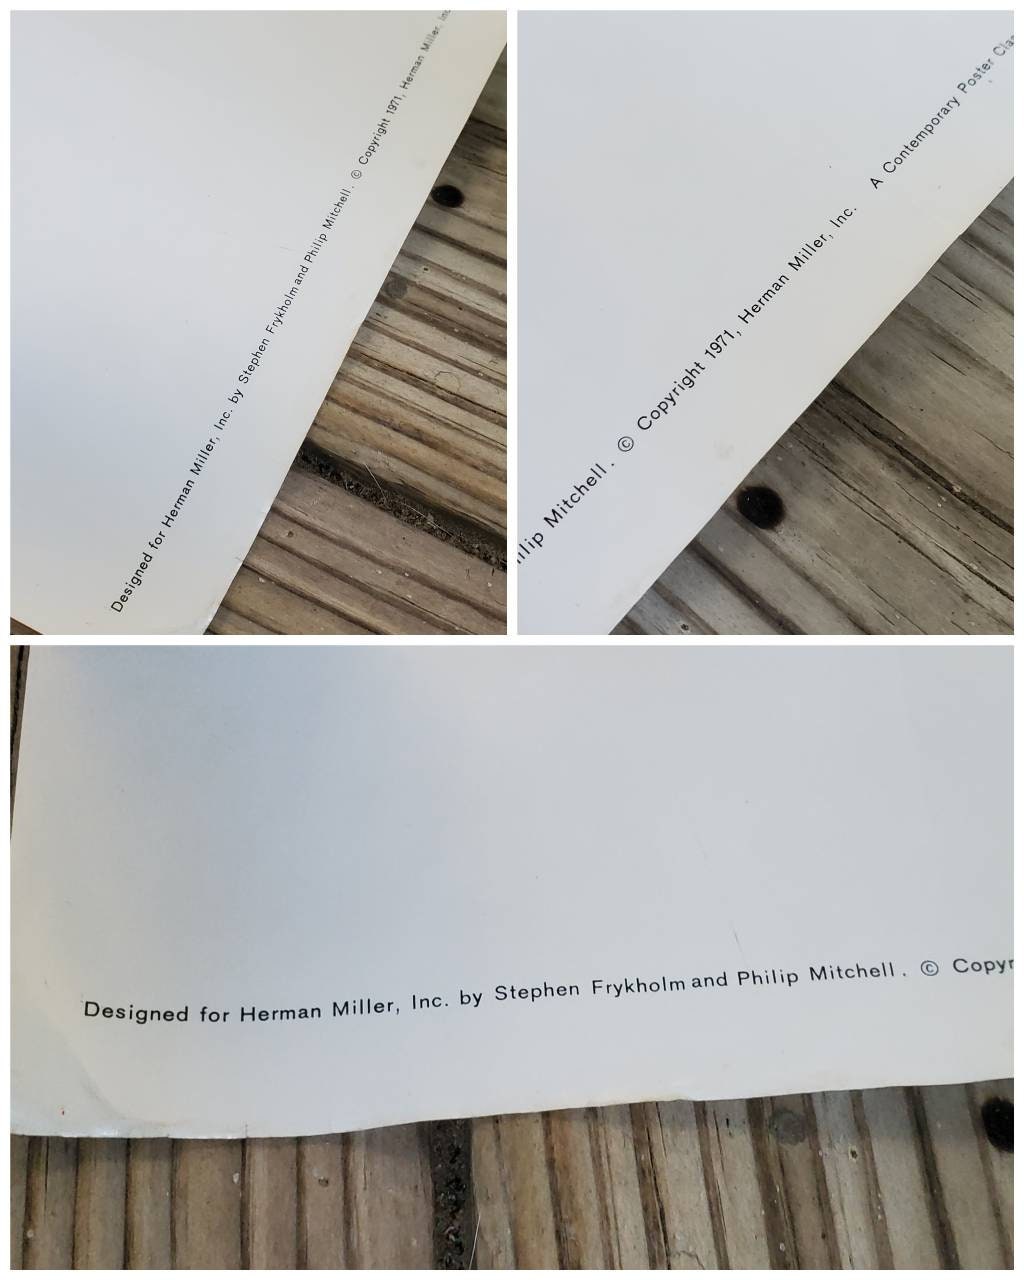 Designed for Herman Miller, Inc. by Stephen Frykholm and Philip Mitchell. © Copyright 1971, Herman Miller, Inc
Mitchell. © Copyright 1971, Herman Miller, Inc. A Contemporary Poster
Designed for Herman Miller, Inc. by Stephen Frykholm and Philip Mitchell. ©